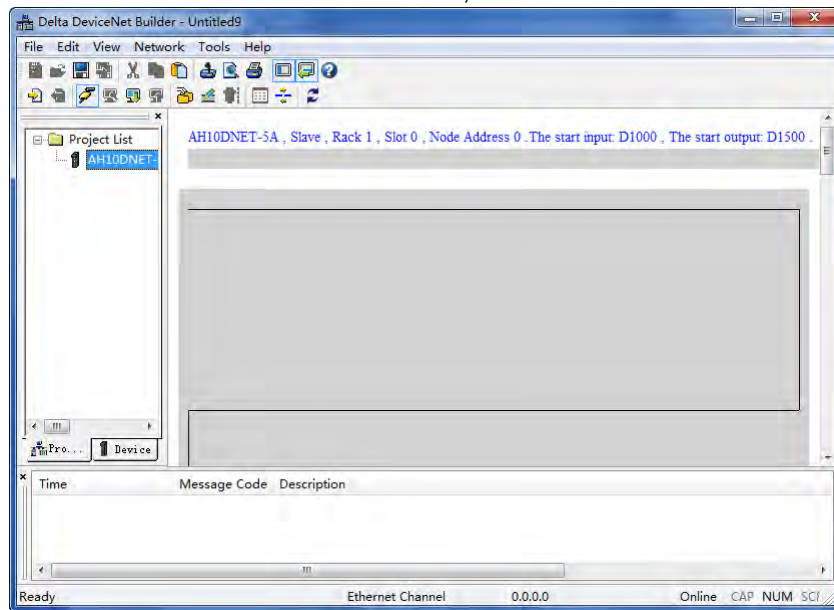 Delta DeviceNet Builder - Untitled9
File Edit View Network Tools Help
Project List
AH10DNET-
AH10DNET-5A , Slave , Rack 1 , Slot 0 , Node Address 0 .The start input: D1000 , The start output: D1500 .
Pro... Device
Time Message Code Description
Ready Ethernet Channel 0.0.0.0 Online CAP NUM SCI